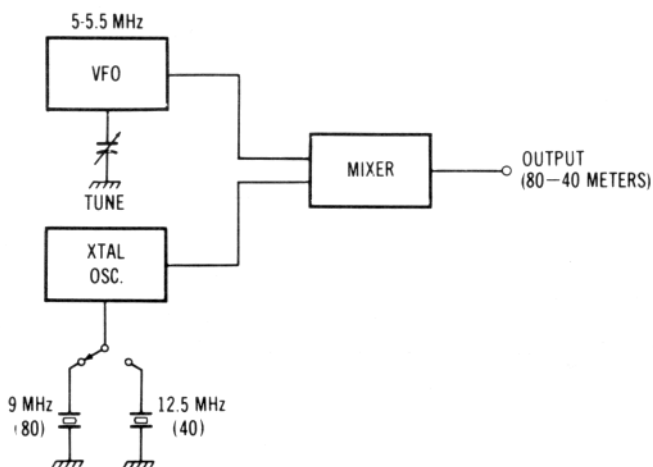 5-5.5 MHz
VFO
TUNE
XTAL
OSC.
MIXER
OUTPUT
(80—40 METERS)
9 MHz
(80)
12.5 MHz
(40)